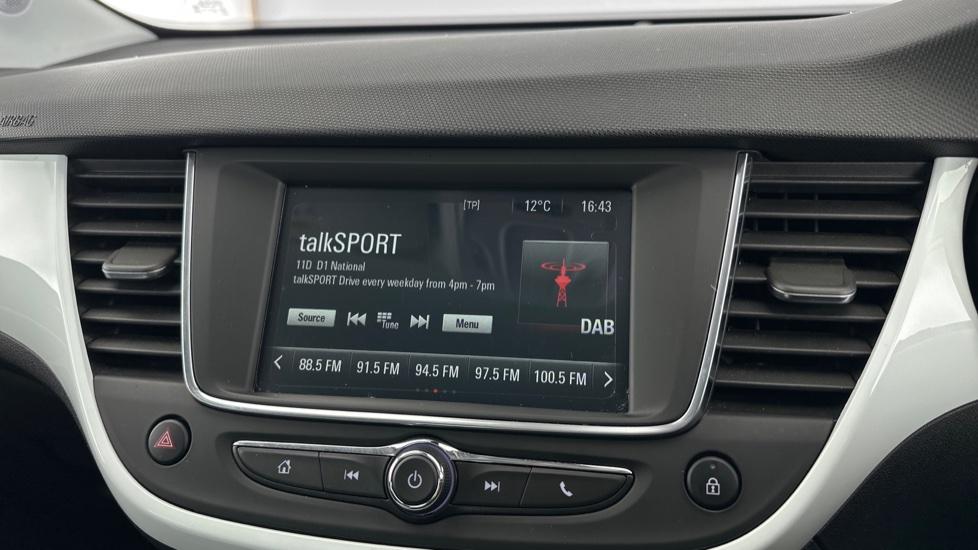 AIRBAG
[TP] 12°C 16:43
talkSPORT
11D D1 National
talkSPORT Drive every weekday from 4pm - 7pm
Source Tune Menu
DAB
88.5 FM 91.5 FM 94.5 FM 97.5 FM 100.5 FM